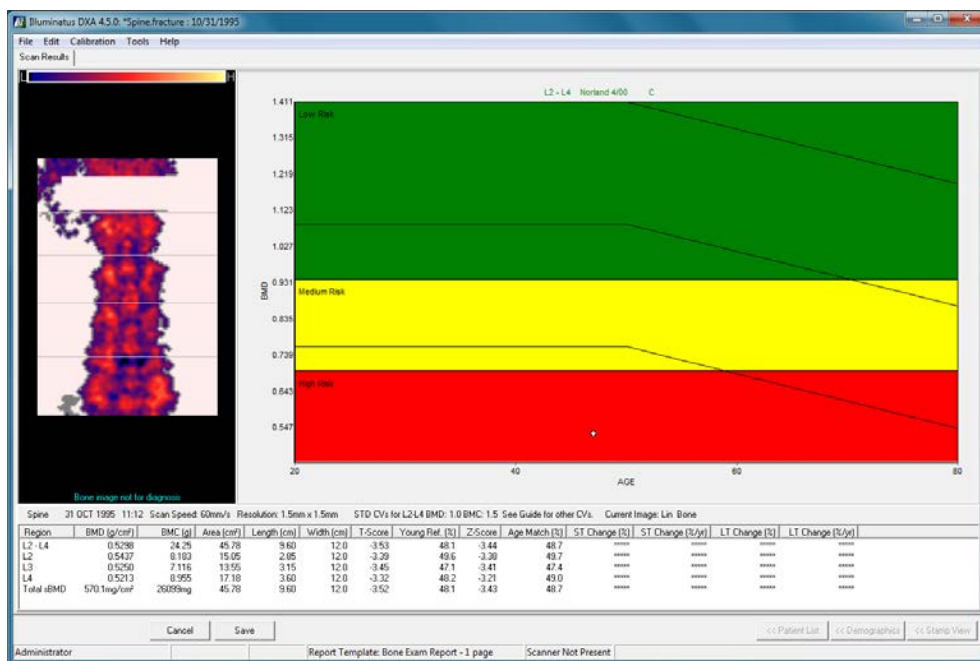 Illuminatus DXA 4.5.0: *Spine.fracture : 10/31/1995
File Edit Calibration Tools Help
Scan Results
L H
L2 - L4 Norland 4/00 C
1.411
1.315
1.219
1.123
1.027
0.931
0.835
0.739
0.643
0.547
BMD
Low Risk
Medium Risk
High Risk
20 40 60 80
AGE
Bone image not for diagnosis
Spine 31 OCT 1995 11:12 Scan Speed: 60mm/s Resolution: 1.5mm x 1.5mm STD CVs for L2-L4 BMD: 1.0 BMC: 1.5 See Guide for other CVs. Current Image: Lin Bone
Region BMD (g/cm²) BMC (g) Area (cm²) Length (cm) Width (cm) T-Score Young Ref. (%) Z-Score Age Match (%) ST Change (%) ST Change (%/yr) LT Change (%) LT Change (%/yr)
L2 - L4 0.5298 24.25 45.78 9.60 12.0 -3.53 48.1 -3.44 48.7 ***** ***** ***** *****
L2 0.5437 8.183 15.05 2.85 12.0 -3.39 49.6 -3.30 49.7 ***** ***** ***** *****
L3 0.5250 7.116 13.55 3.15 12.0 -3.45 47.1 -3.41 47.4 ***** ***** ***** *****
L4 0.5213 8.955 17.18 3.60 12.0 -3.32 48.2 -3.21 49.0 ***** ***** ***** *****
Total sBMD 570.1mg/cm² 26099mg 45.78 9.60 12.0 -3.52 48.1 -3.43 48.7 ***** ***** ***** *****
Cancel Save << Patient List << Demographics << Stamp View
Administrator Report Template: Bone Exam Report - 1 page Scanner Not Present